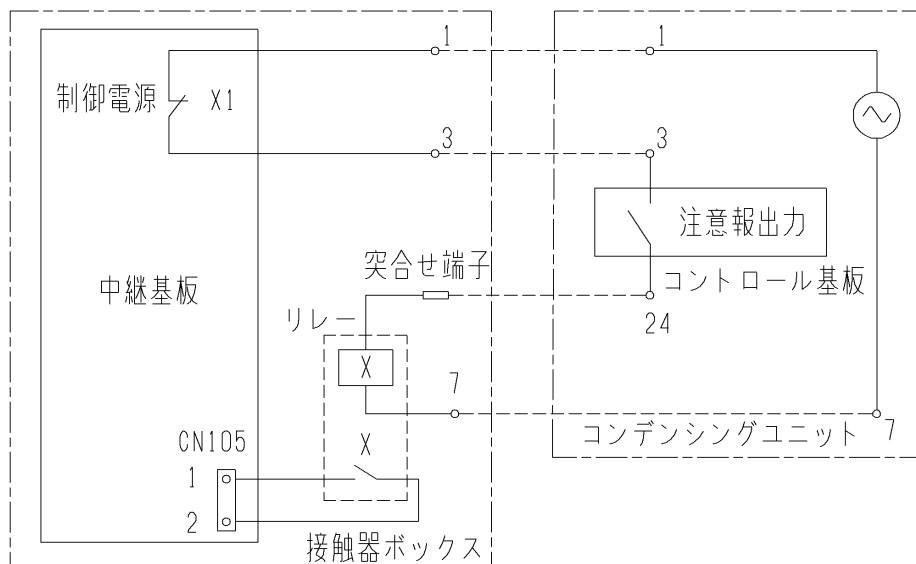 1
1
制御電源 X1
3
3
注意報出力
突合せ端子
コントロール基板
中継基板
リレー
24
X
7
7
コンデンシングユニット
CN105
X
1
2
接触器ボックス